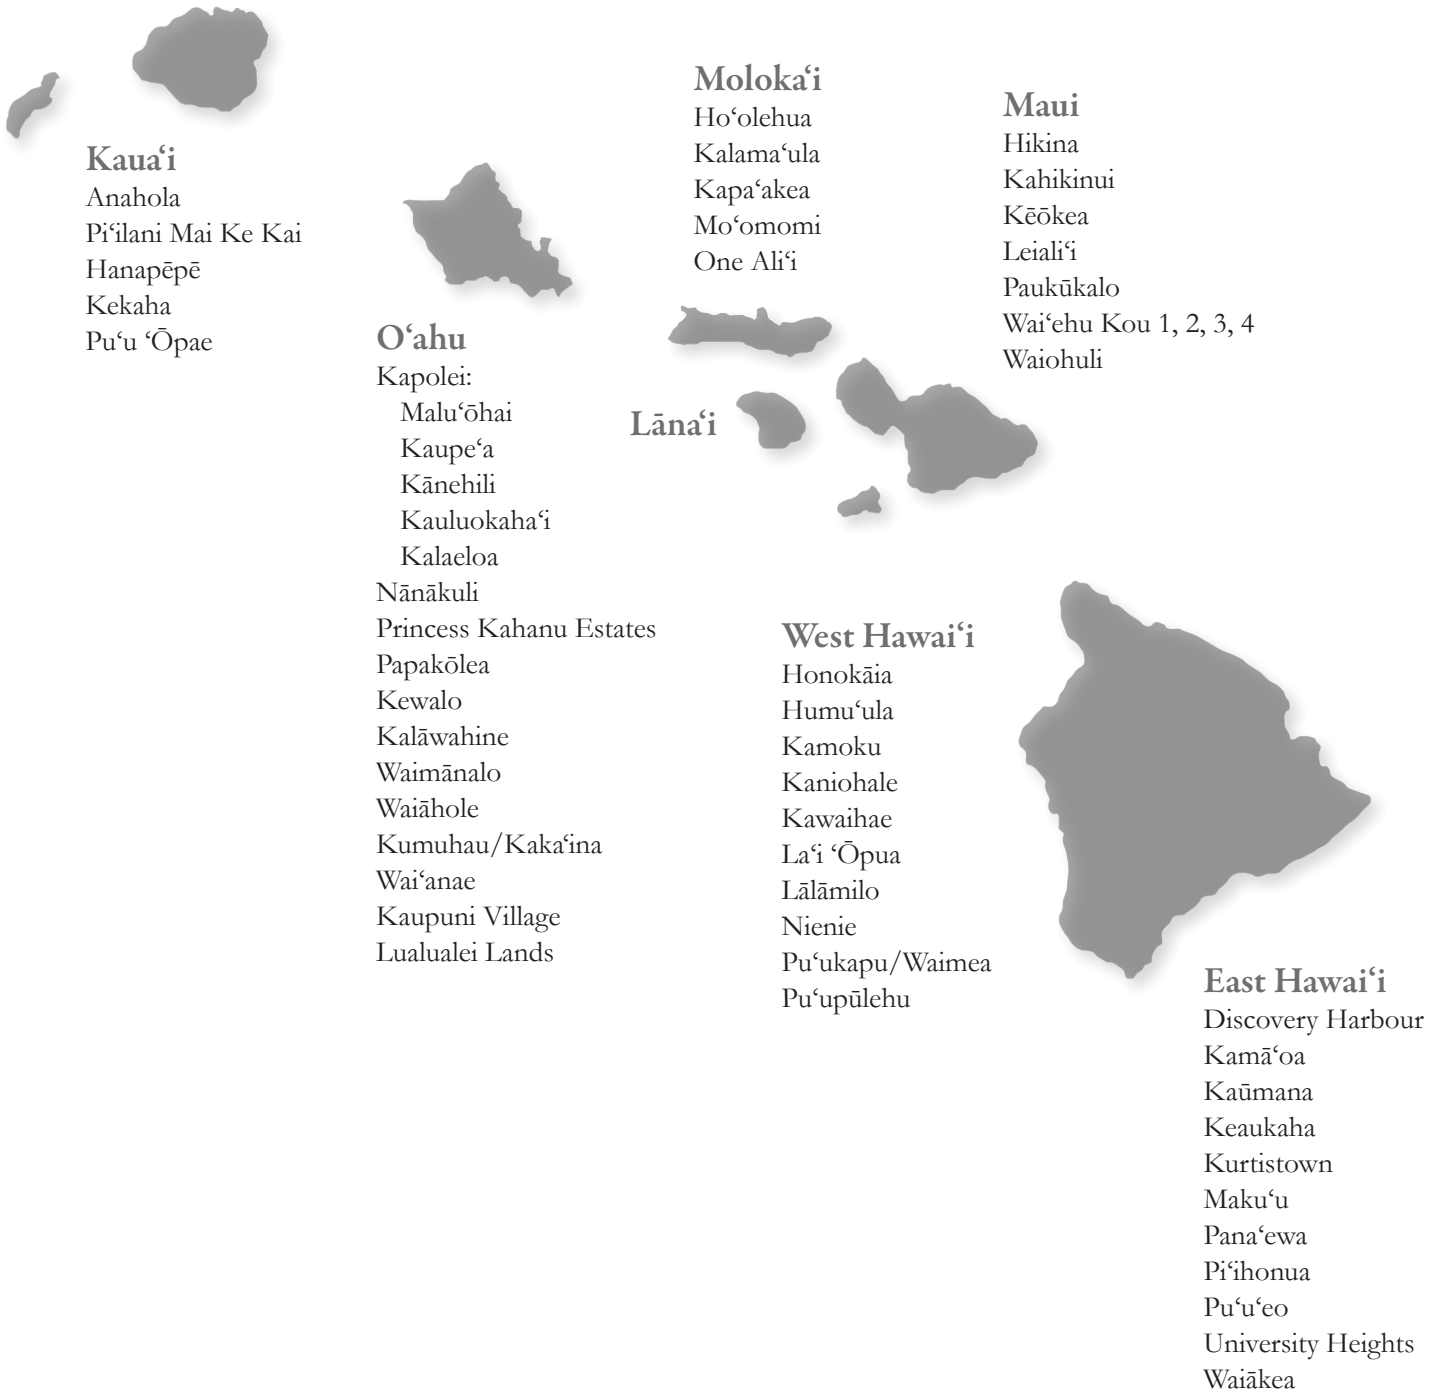 Kauaʻi
Anahola
Piʻilani Mai Ke Kai
Hanapēpē
Kekaha
Puʻu ʻŌpae
Oʻahu
Kapolei:
Maluʻōhai
Kaupeʻa
Kānehili
Kauluokahaʻi
Kalaeloa
Nānākuli
Princess Kahanu Estates
Papakōlea
Kewalo
Kalāwahine
Waimānalo
Waiāhole
Kumuhau/Kakaʻina
Waiʻanae
Kaupuni Village
Lualualei Lands
Molokaʻi
Hoʻolehua
Kalamaʻula
Kapaʻakea
Moʻomomi
One Aliʻi
Lānaʻi
Maui
Hikina
Kahikinui
Kēōkea
Leialiʻi
Paukūkalo
Waiʻehu Kou 1, 2, 3, 4
Waiohuli
West Hawaiʻi
Honokāia
Humuʻula
Kamoku
Kaniohale
Kawaihae
Laʻi ʻŌpua
Lālāmilo
Nienie
Puʻukapu/Waimea
Puʻupūlehu
East Hawaiʻi
Discovery Harbour
Kamāʻoa
Kaūmana
Keaukaha
Kurtistown
Makuʻu
Panaʻewa
Piʻihonua
Puʻuʻeo
University Heights
Waiākea